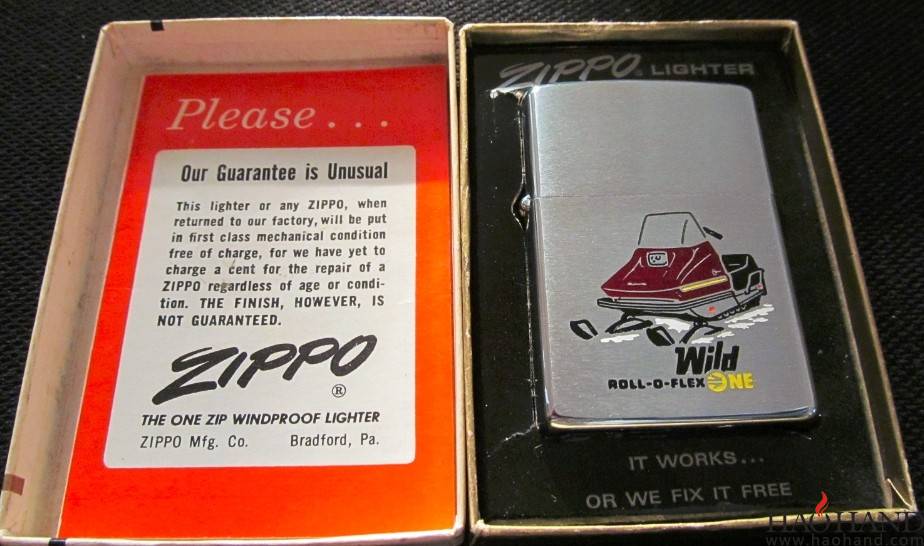 Please...
Our Guarantee is Unusual
This lighter or any ZIPPO, when
returned to our factory, will be put
in first class mechanical condition
free of charge, for we have yet to
charge a cent for the repair of a
ZIPPO regardless of age or condi-
tion. THE FINISH, HOWEVER, IS
NOT GUARANTEED.
ZIPPO
®
THE ONE ZIP WINDPROOF LIGHTER
ZIPPO Mfg. Co. Bradford, Pa.
ZIPPO LIGHTER
Wild
ROLL-O-FLEX ONE
IT WORKS...
OR WE FIX IT FREE
HAOHAND
www.haohand.com